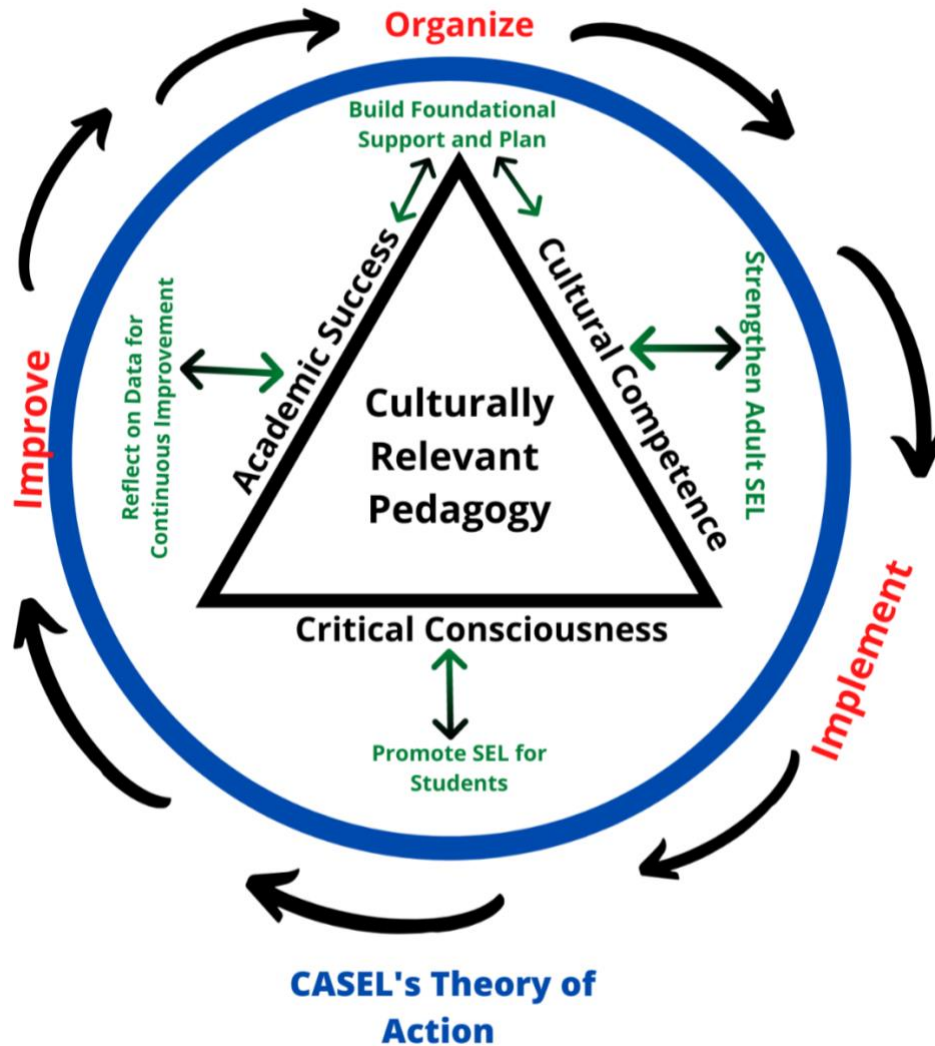 Organize
Build Foundational
Support and Plan
Academic Success
Cultural Competence
Strengthen Adult SEL
Reflect on Data for
Continuous Improvement
Improve
Culturally
Relevant
Pedagogy
Implement
Critical Consciousness
Promote SEL for
Students
CASEL's Theory of
Action